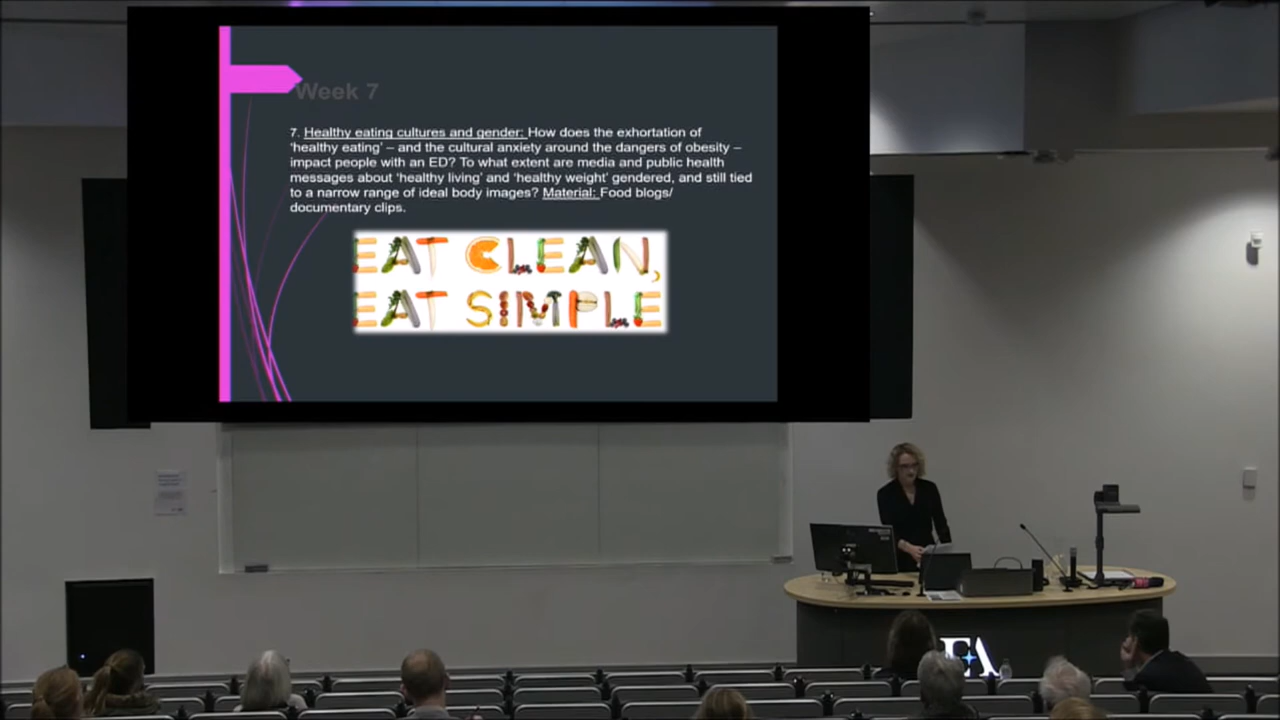 Week 7
7. Healthy eating cultures and gender: How does the exhortation of
‘healthy eating’ – and the cultural anxiety around the dangers of obesity –
impact people with an ED? To what extent are media and public health
messages about ‘healthy living’ and ‘healthy weight’ gendered, and still tied
to a narrow range of ideal body images? Material: Food blogs/
documentary clips.
EAT CLEAN,
EAT SIMPLE